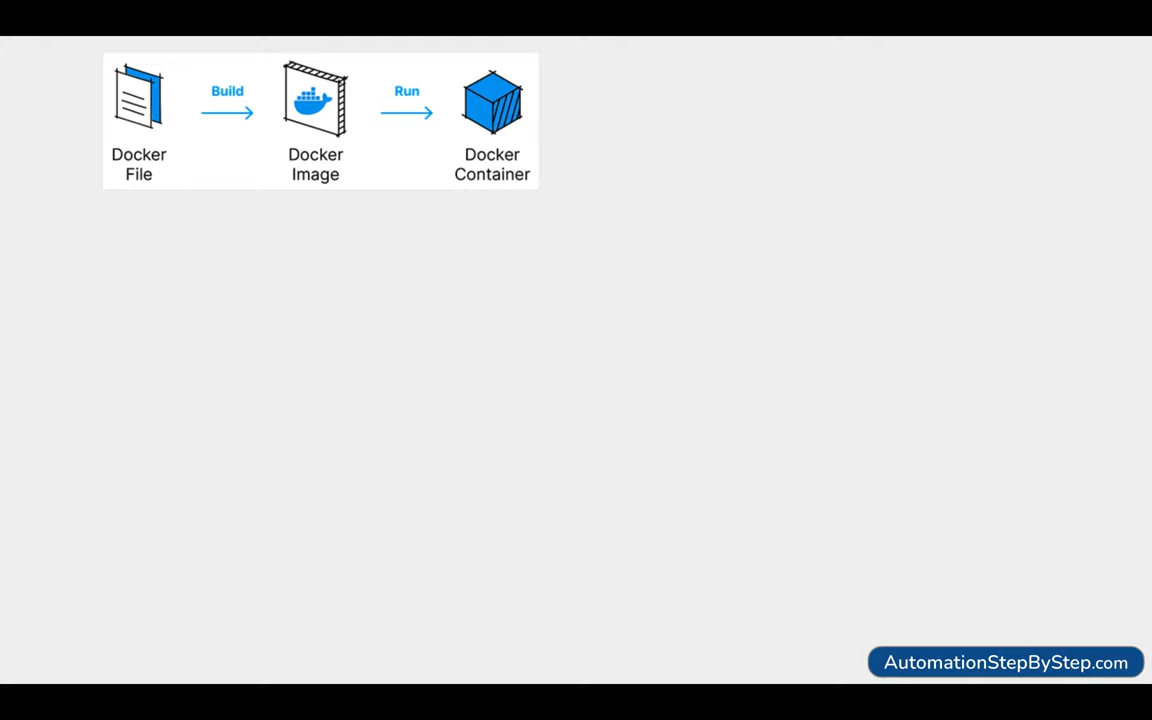 Build
Run
Docker
File
Docker
Image
Docker
Container
AutomationStepByStep.com